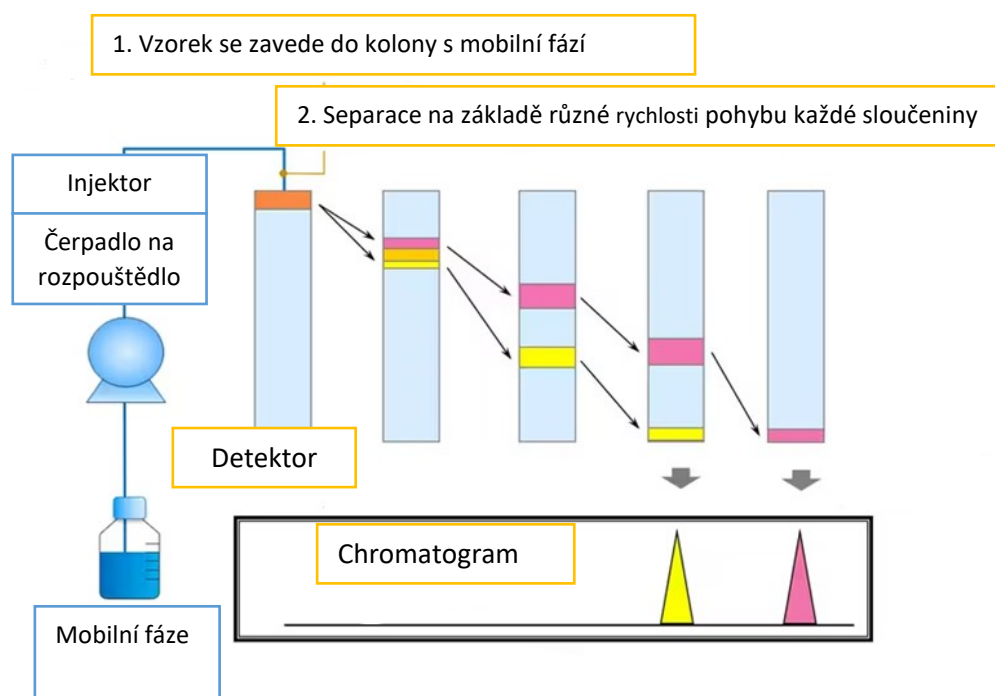 1. Vzorek se zavede do kolony s mobilní fází
2. Separace na základě různé rychlosti pohybu každé sloučeniny
Injektor
Čerpadlo na
rozpouštědlo
Detektor
Chromatogram
Mobilní fáze